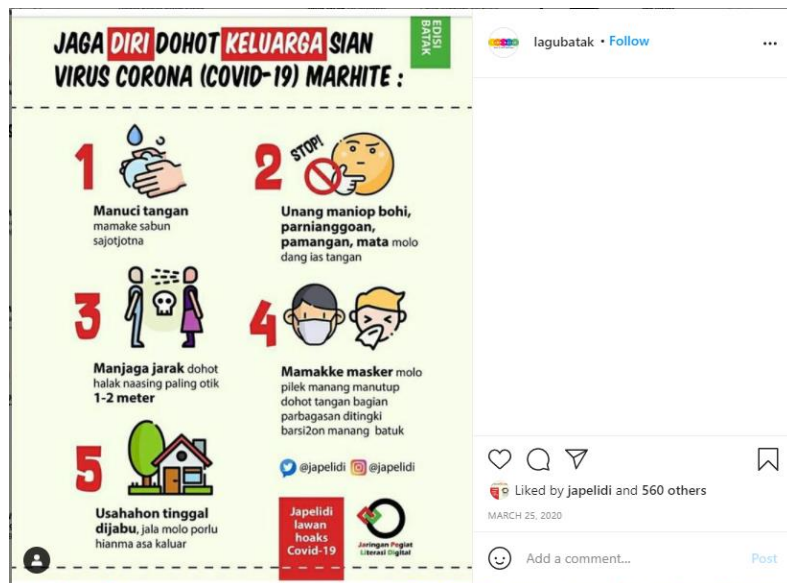 JAGA DIRI DOHOT KELUARGA SIAN
VIRUS CORONA (COVID-19) MARHITE :
EDISI
BATAK
1
Manuci tangan
mamake sabun
sajotjotna
2
STOP!
Unang maniop bohi,
parnianggoan,
pamangan, mata molo
dang ias tangan
3
Manjaga jarak dohot
halak naasing paling otik
1-2 meter
4
Mamakke masker molo
pilek manang manutup
dohot tangan bagian
parbagasan ditingki
barsi2on manang batuk
5
Usahahon tinggal
dijabu, jala molo porlu
hianma asa kaluar
@japelidi @japelidi
Japelidi
lawan
hoaks
Covid-19
Jaringan Pegiat
Literasi Digital
lagubatak • Follow
Liked by japelidi and 560 others
MARCH 25, 2020
Add a comment... Post